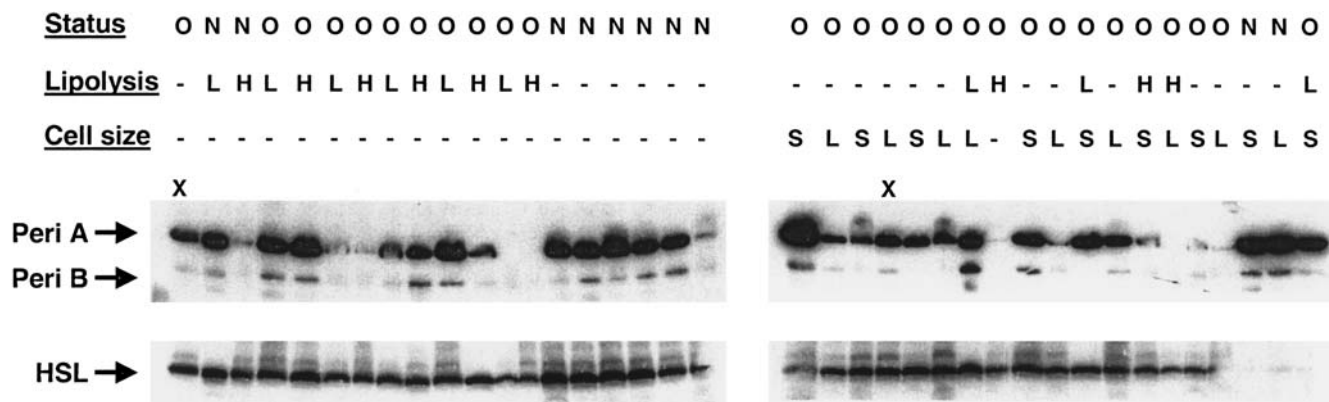 Status O N N O O O O O O O O O O N N N N N N O O O O O O O O O O O O O O O O N N O
Lipolysis - L H L H L H L H L H L H - - - - - - - - - - - - L H - - L - H H - - - - L
Cell size - - - - - - - - - - - - - - - - - - - S L S L S L L - S L S L S L S L S L S
X X
Peri A
Peri B
HSL